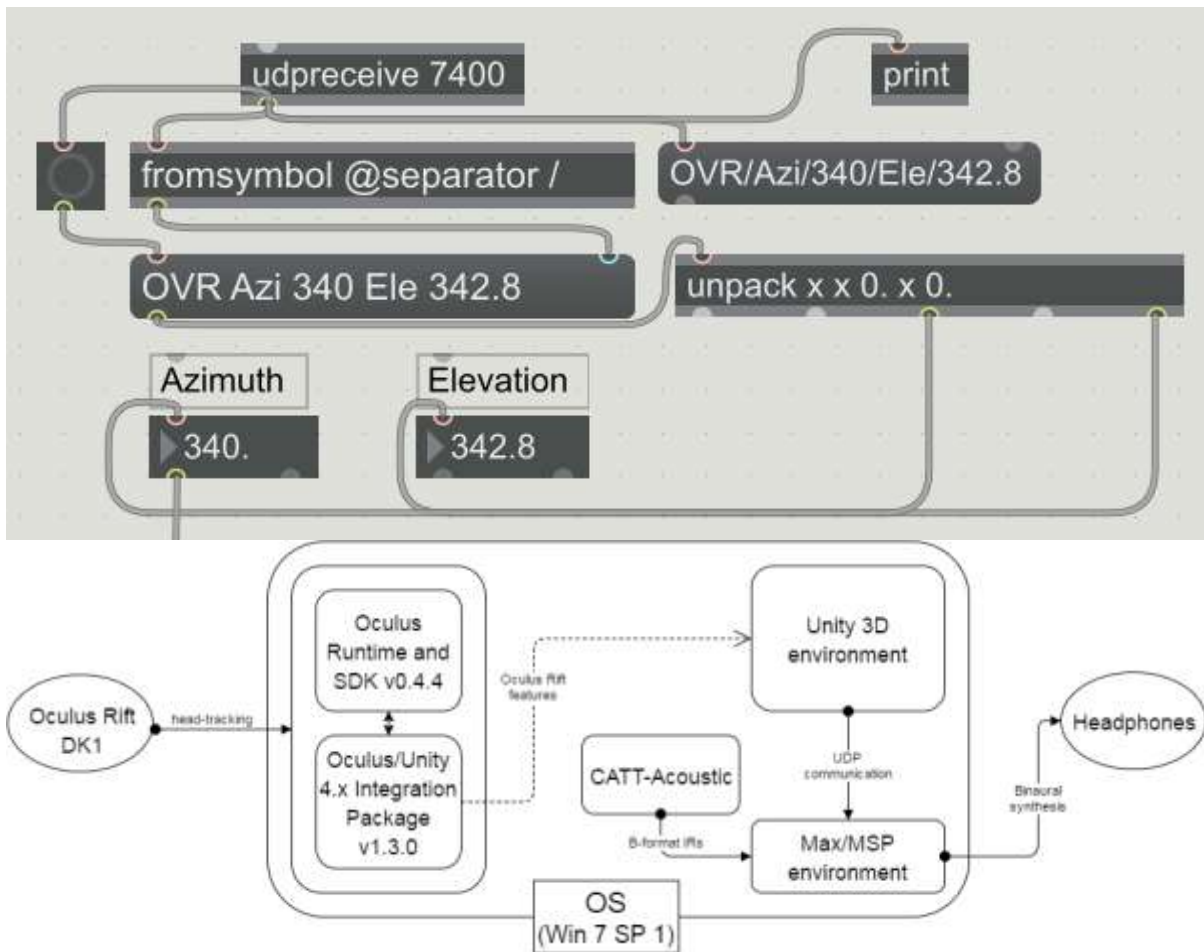 udpreceive 7400
print
fromsymbol @separator /
OVR/Azi/340/Ele/342.8
OVR Azi 340 Ele 342.8
unpack x x 0. x 0.
Azimuth
Elevation
340.
342.8
Oculus Rift
DK1
head-tracking
Oculus
Runtime and
SDK v0.4.4
Oculus/Unity
4.x Integration
Package
v1.3.0
Oculus Rift
features
Unity 3D
environment
UDP
communication
CATT-Acoustic
B-format IRs
Max/MSP
environment
Binaural
synthesis
Headphones
OS
(Win 7 SP 1)